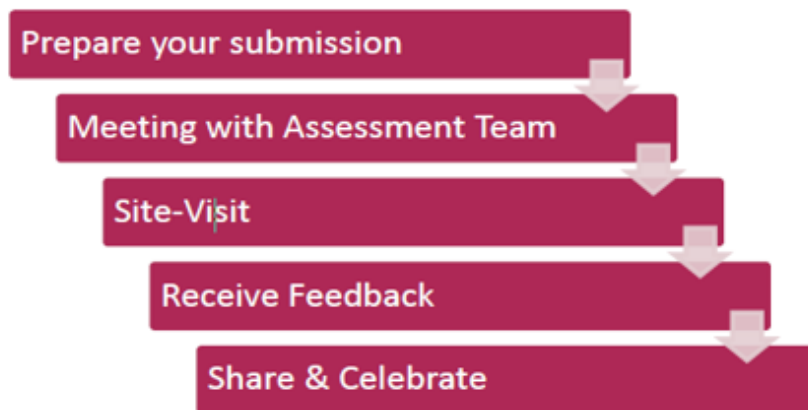 Prepare your submission
Meeting with Assessment Team
Site-Visit
Receive Feedback
Share & Celebrate